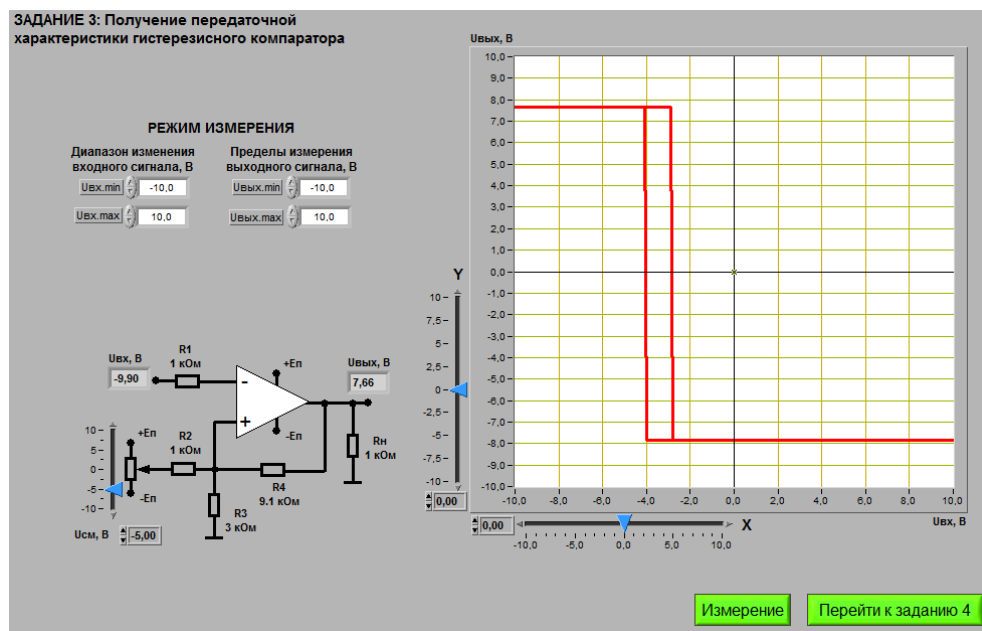 ЗАДАНИЕ 3: Получение передаточной
характеристики гистерезисного компаратора
РЕЖИМ ИЗМЕРЕНИЯ
Диапазон изменения
входного сигнала, В
Uвх.min -10,0
Uвх.max 10,0
Пределы измерения
выходного сигнала, В
Uвых.min -10,0
Uвых.max 10,0
Uвых, В
10,0
9,0
8,0
7,0
6,0
5,0
4,0
3,0
2,0
1,0
0,0
-1,0
-2,0
-3,0
-4,0
-5,0
-6,0
-7,0
-8,0
-9,0
-10,0
-10,0 -8,0 -6,0 -4,0 -2,0 0,0 2,0 4,0 6,0 8,0 10,0
Uвх, В
Y
10
7,5
5
2,5
0
-2,5
-5
-7,5
-10
0,00
0,00 X
-10,0 -5,0 0,0 5,0 10,0
Uвх, В
-9,90
R1
1 кОм
+Eп
-
+
-Eп
Uвых, В
7,66
Rн
1 кОм
10
5
0
-5
-10
+Eп
-Eп
R2
1 кОм
R4
9.1 кОм
R3
3 кОм
Uсм, В -5,00
Измерение
Перейти к заданию 4